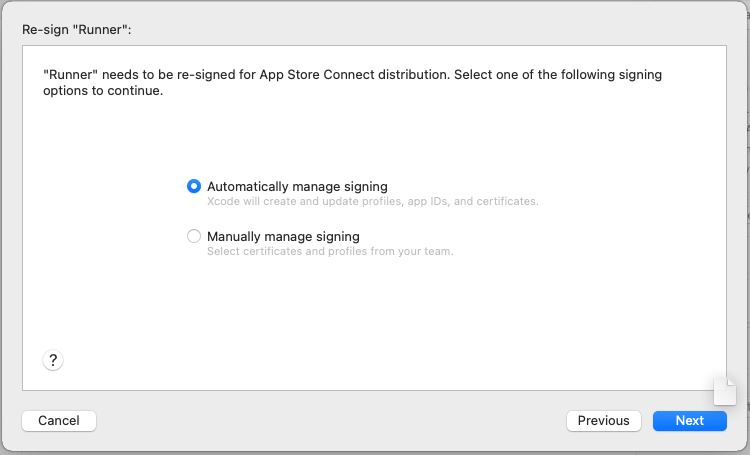 Re-sign "Runner":
"Runner" needs to be re-signed for App Store Connect distribution. Select one of the following signing
options to continue.
Automatically manage signing
Xcode will create and update profiles, app IDs, and certificates.
Manually manage signing
Select certificates and profiles from your team.
?
Cancel
Previous
Next